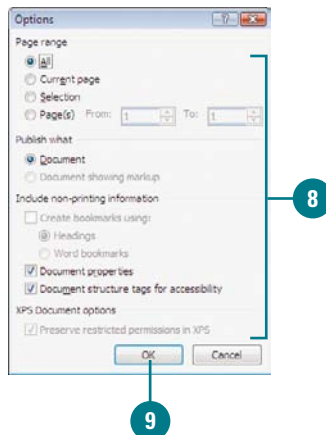 Options
Page range
All
Current page
Selection
Page(s) From: 1 To: 1
Publish what
Document
Document showing markup
Include non-printing information
Create bookmarks using:
Headings
Word bookmarks
Document properties
Document structure tags for accessibility
XPS Document options
Preserve restricted permissions in XPS
OK Cancel
8
9